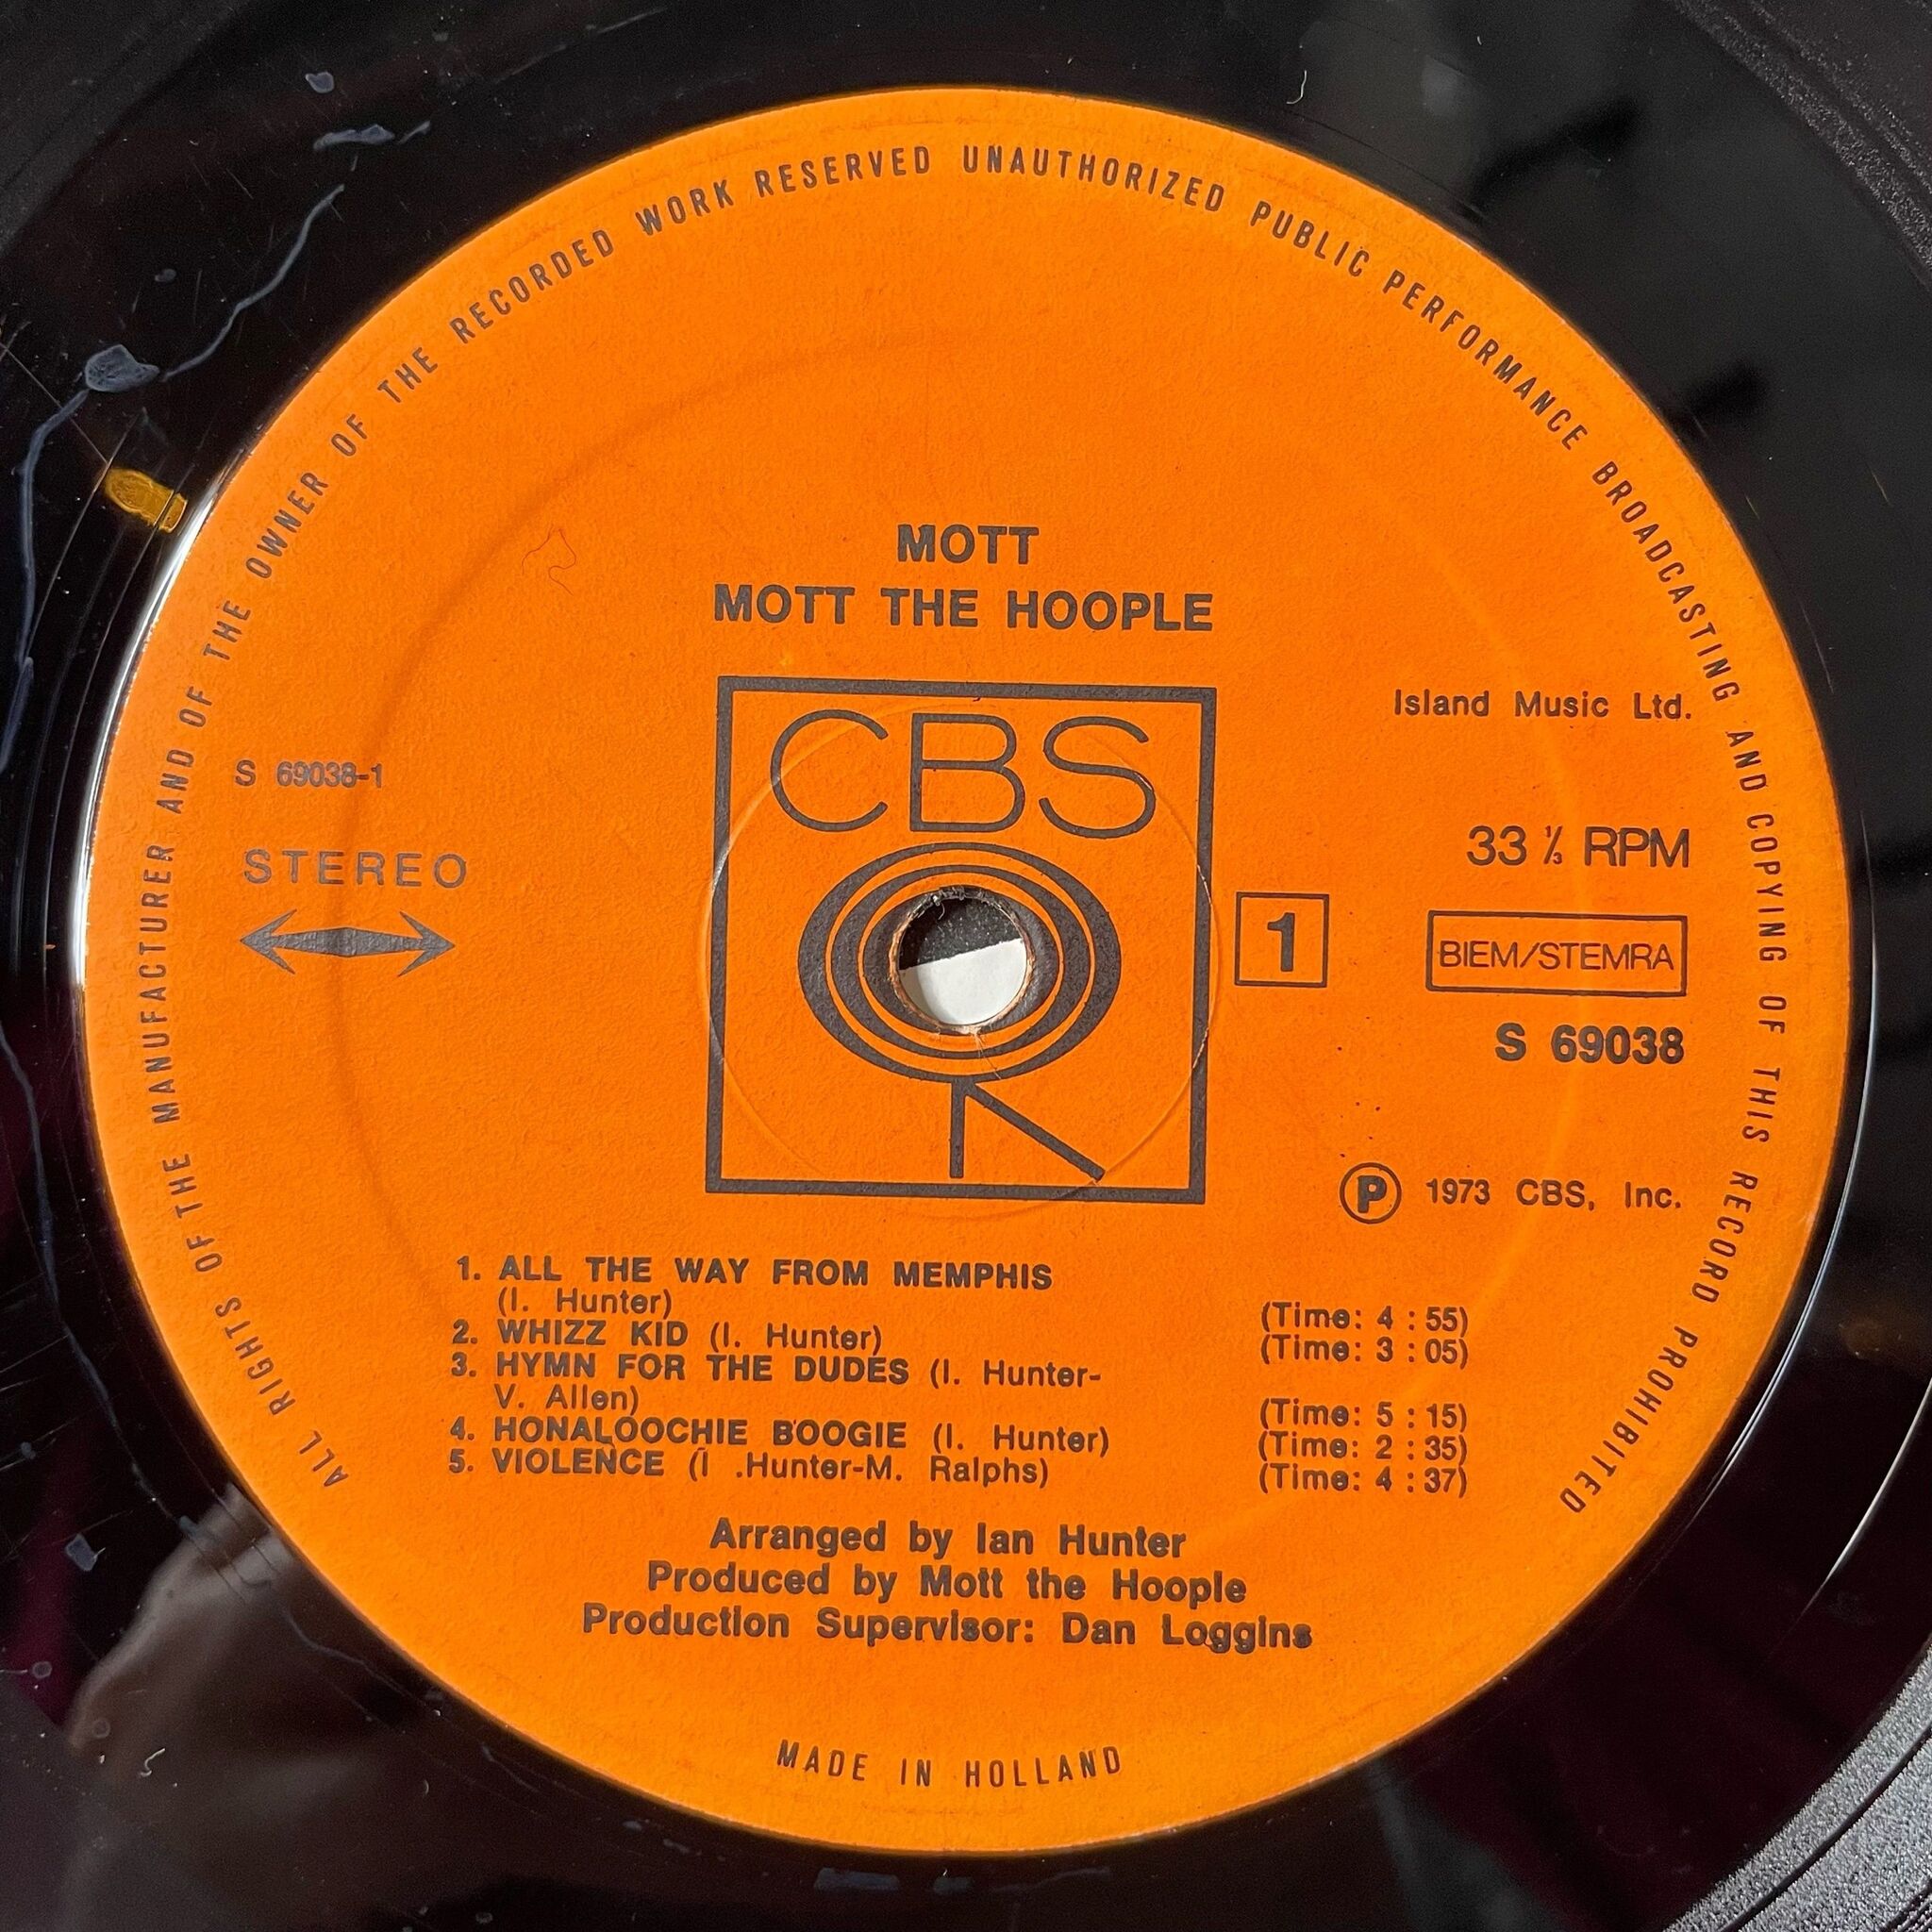 ALL RIGHTS OF THE MANUFACTURER AND OF THE OWNER OF THE RECORDED WORK RESERVED UNAUTHORIZED PUBLIC PERFORMANCE BROADCASTING AND COPYING OF THIS RECORD PROHIBITED
MOTT
MOTT THE HOOPLE
CBS
Island Music Ltd.
S 69038-1
STEREO
33 1/3 RPM
1
BIEM/STEMRA
S 69038
Ⓟ 1973 CBS, Inc.
1. ALL THE WAY FROM MEMPHIS
(I. Hunter) (Time: 4 : 55)
2. WHIZZ KID (I. Hunter) (Time: 3 : 05)
3. HYMN FOR THE DUDES (I. Hunter-
V. Allen) (Time: 5 : 15)
4. HONALOOCHIE BOOGIE (I. Hunter) (Time: 2 : 35)
5. VIOLENCE (I .Hunter-M. Ralphs) (Time: 4 : 37)
Arranged by Ian Hunter
Produced by Mott the Hoople
Production Supervisor: Dan Loggins
MADE IN HOLLAND